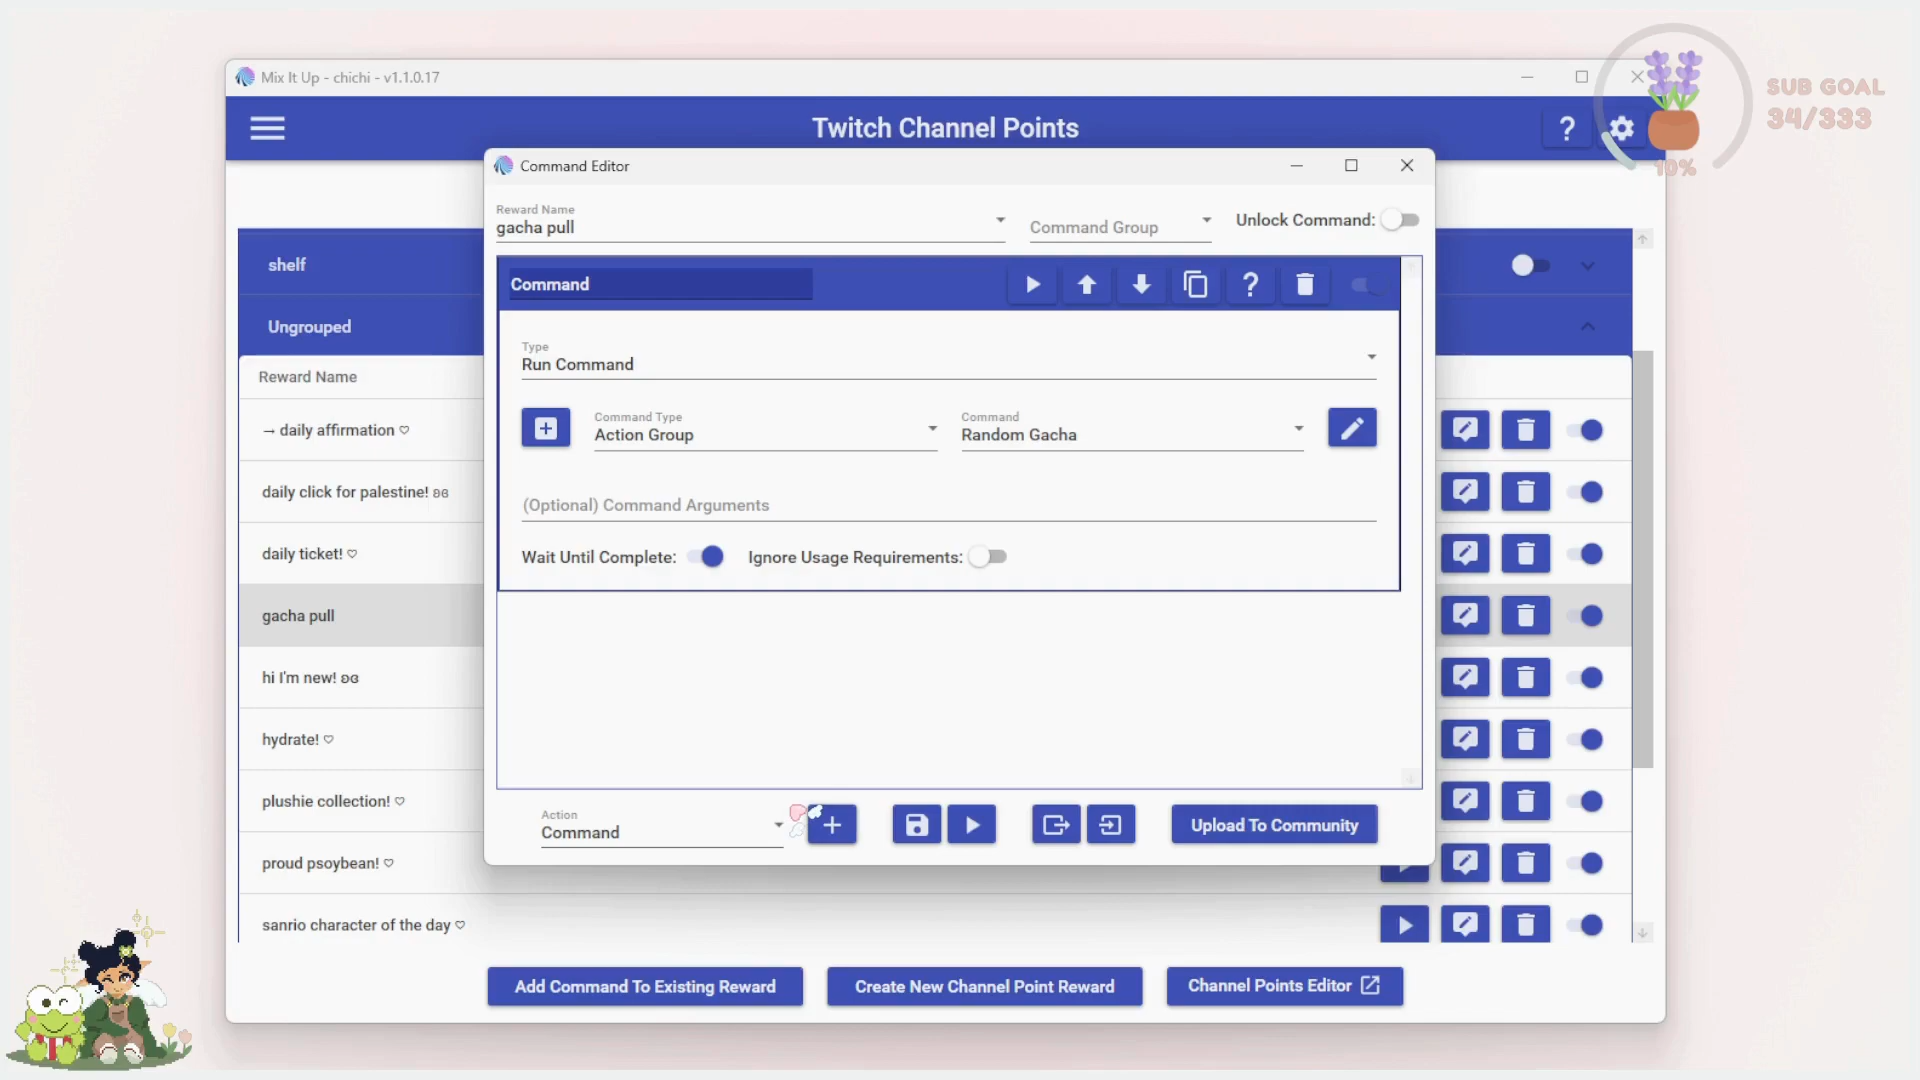 Mix It Up - chichi - v1.1.0.17
SUB GOAL
34/333
10%
Twitch Channel Points
?
Command Editor
Reward Name
gacha pull
Command Group
Unlock Command:
shelf
Ungrouped
Reward Name
→ daily affirmation ♡
daily click for palestine! ʚɞ
daily ticket! ♡
gacha pull
hi I'm new! ʚɞ
hydrate! ♡
plushie collection! ♡
proud psoybean! ♡
sanrio character of the day ♡
Command
?
Type
Run Command
Command Type
Action Group
Command
Random Gacha
(Optional) Command Arguments
Wait Until Complete:
Ignore Usage Requirements:
Action
Command
Upload To Community
Add Command To Existing Reward
Create New Channel Point Reward
Channel Points Editor